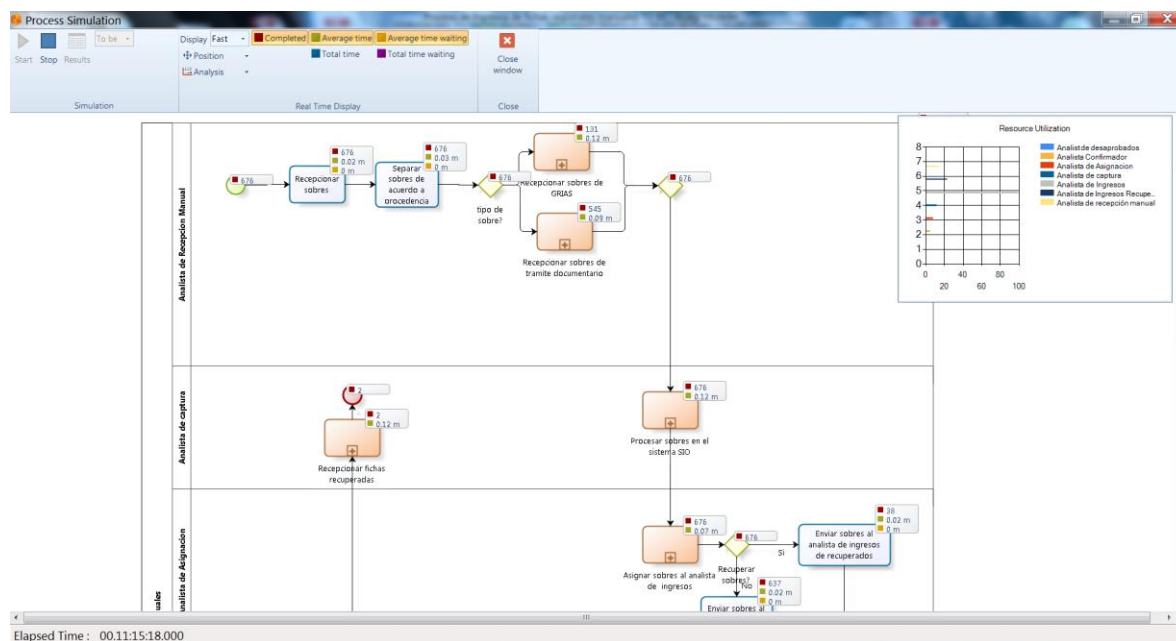 Process Simulation
To be
Display Fast
Completed
Average time
Average time waiting
Start
Stop
Results
Position
Total time
Total time waiting
Close window
Analysis
Simulation
Real Time Display
Close
Analista de Recepcion Manual
676
676
0.02 m
0 m
Recepcionar
sobres
676
0.03 m
0 m
Separar
sobres de
acuerdo a
procedencia
676
tipo de
sobre?
131
0.12 m
Recepcionar sobres de
GRIAS
545
0.09 m
Recepcionar sobres de
tramite documentario
676
Resource Utilization
8
7
6
5
4
3
2
1
0
0
20
40
60
80
100
Analist de desaprobados
Analista Confirmador
Analista de Asignacion
Analista de captura
Analista de Ingresos
Analista de Ingresos Recupe..
Analista de recepción manual
Analista de captura
2
2
0.12 m
Recepcionar fichas
recuperadas
676
0.12 m
Procesar sobres en el
sistema SIO
uales
nalista de Asignacion
676
0.07 m
Asignar sobres al analista
de ingresos
676
Recuperar
sobres?
Si
No
38
0.02 m
0 m
Enviar sobres al
analista de ingresos
de recuperados
637
0.02 m
0 m
Enviar sobres al
Elapsed Time : 00.11:15:18.000